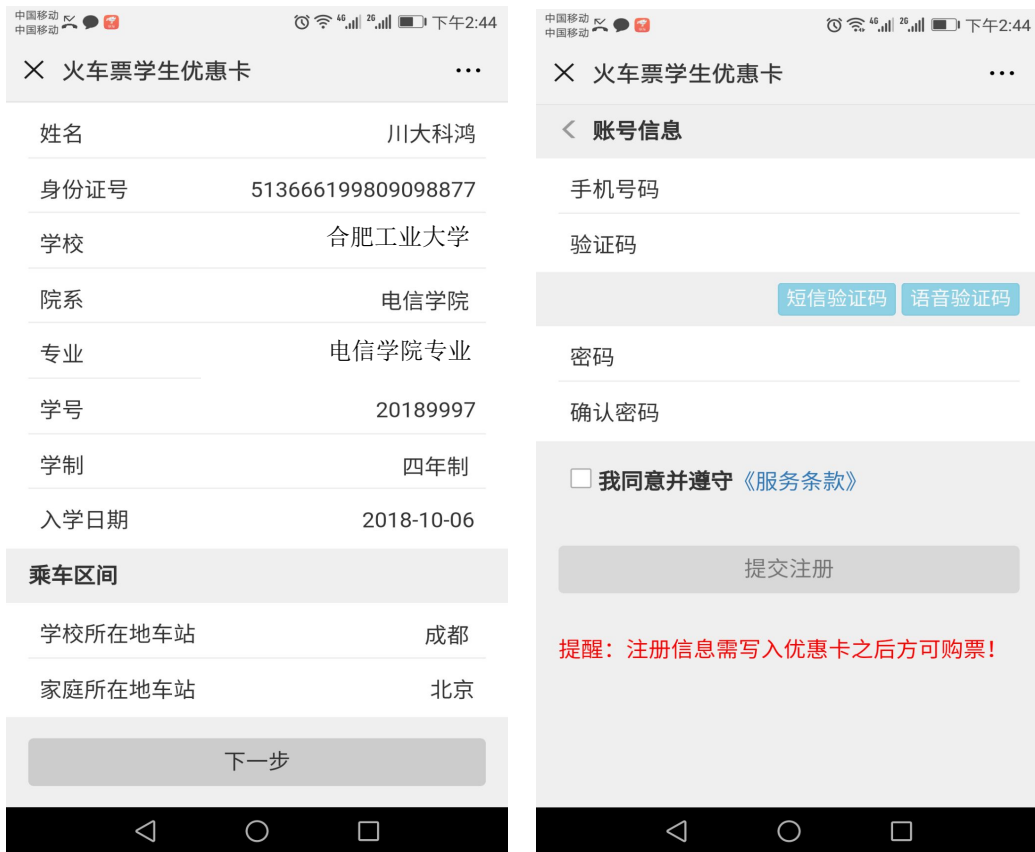 中国移动
中国移动
4G
2G
下午2:44
火车票学生优惠卡
姓名 川大科鸿
身份证号 513666199809098877
学校 合肥工业大学
院系 电信学院
专业 电信学院专业
学号 20189997
学制 四年制
入学日期 2018-10-06
乘车区间
学校所在地车站 成都
家庭所在地车站 北京
下一步
中国移动
中国移动
4G
2G
下午2:44
火车票学生优惠卡
账号信息
手机号码
验证码
短信验证码 语音验证码
密码
确认密码
我同意并遵守《服务条款》
提交注册
提醒：注册信息需写入优惠卡之后方可购票！